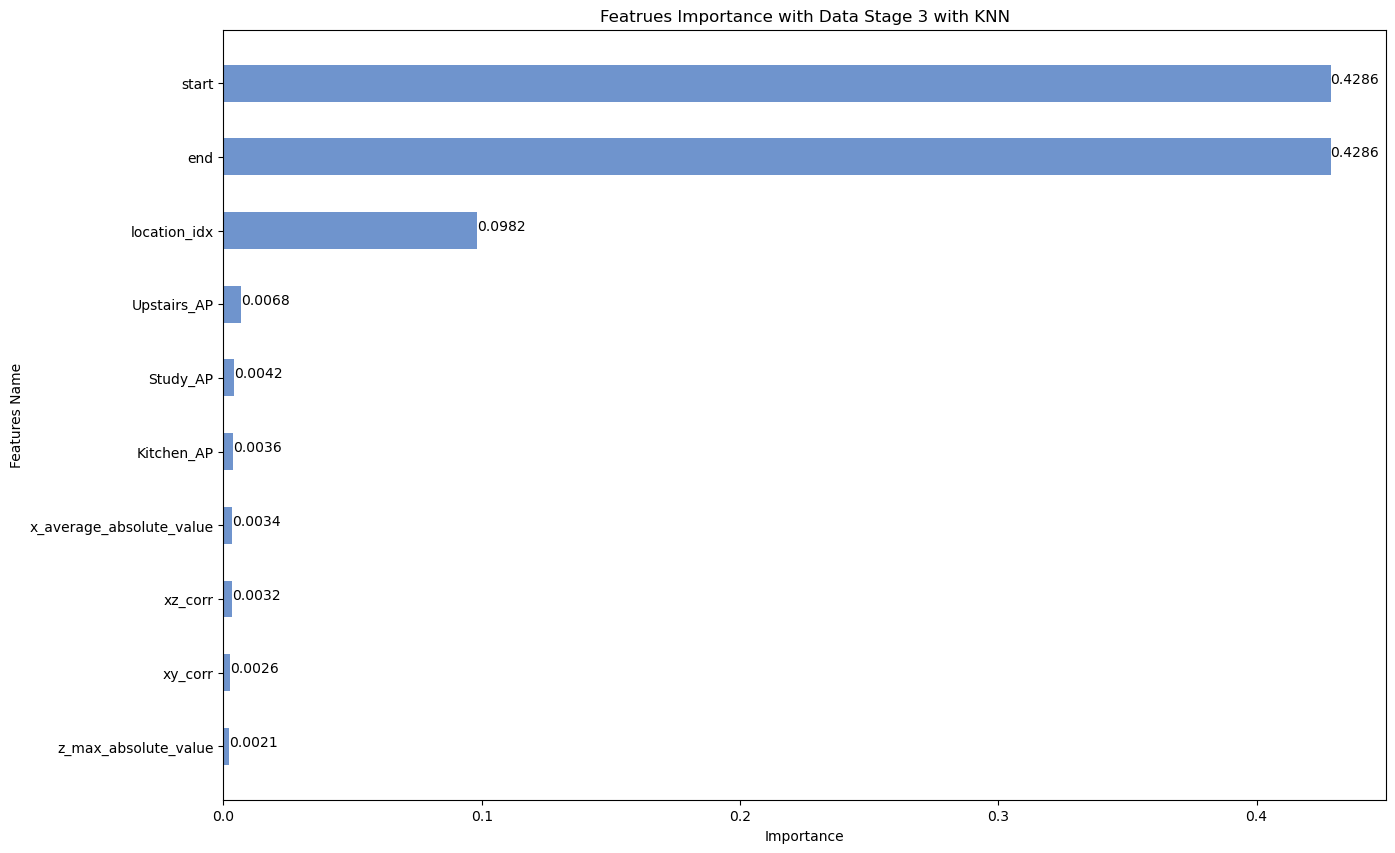 Featrues Importance with Data Stage 3 with KNN
start
0.4286
end
0.4286
location_idx
0.0982
Upstairs_AP
0.0068
Study_AP
0.0042
Kitchen_AP
0.0036
x_average_absolute_value
0.0034
xz_corr
0.0032
xy_corr
0.0026
z_max_absolute_value
0.0021
Features Name
0.0
0.1
0.2
0.3
0.4
Importance